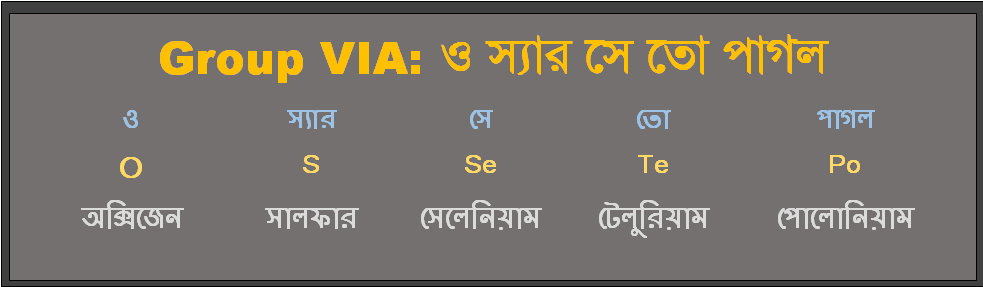 Group VIA: ও স্যার সে তো পাগল
ও স্যার সে তো পাগল
O S Se Te Po
অক্সিজেন সালফার সেলেনিয়াম টেলুরিয়াম পোলোনিয়াম